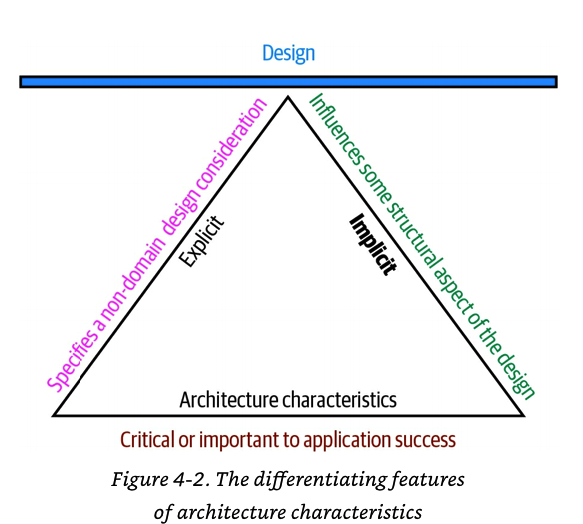 Design
Specifies a non-domain design consideration
Influences some structural aspect of the design
Explicit
Implicit
Architecture characteristics
Critical or important to application success
Figure 4-2. The differentiating features
of architecture characteristics